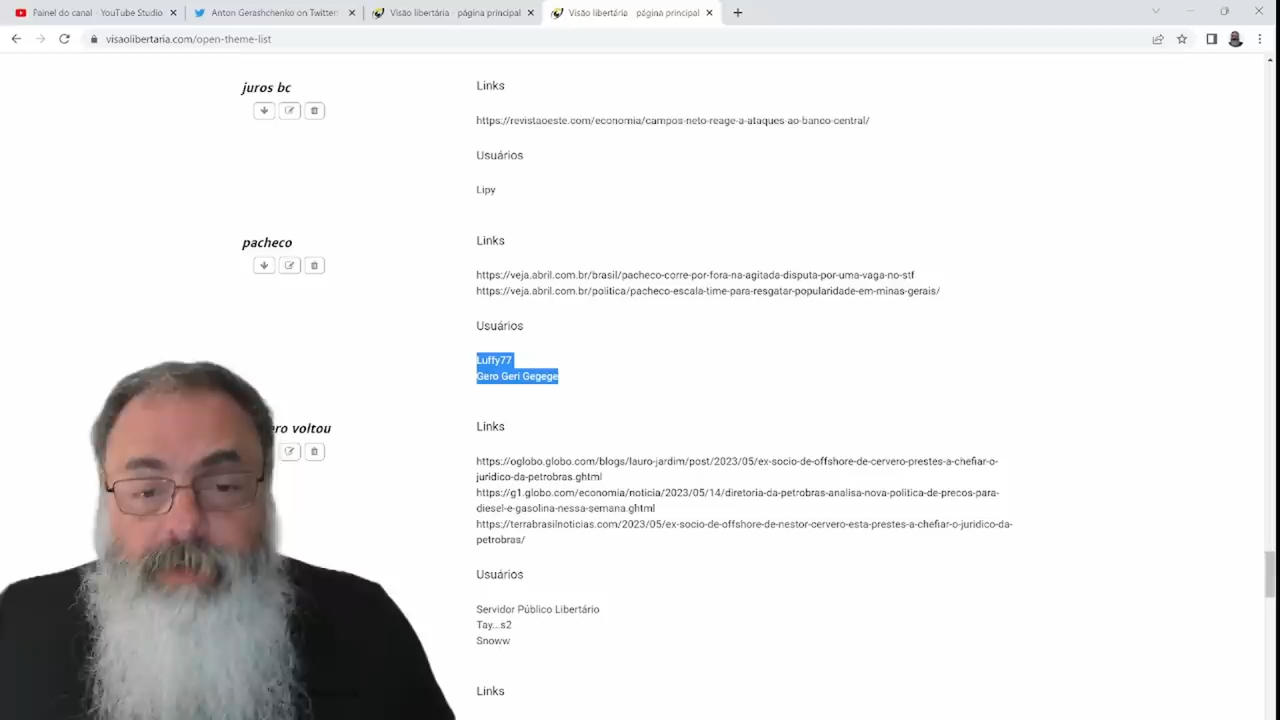 Painel do canal - YouTube Studio
Anton Gerashchenko on Twitter:
Visão libertária - página principal
Visão libertária - página principal
visaolibertaria.com/open-theme-list
juros bc
Links
https://revistaoeste.com/economia/campos-neto-reage-a-ataques-ao-banco-central/
Usuários
Lipy
pacheco
Links
https://veja.abril.com.br/brasil/pacheco-corre-por-fora-na-agitada-disputa-por-uma-vaga-no-stf
https://veja.abril.com.br/politica/pacheco-escala-time-para-resgatar-popularidade-em-minas-gerais/
Usuários
Luffy77
Gero Geri Gegege
ero voltou
Links
https://oglobo.globo.com/blogs/lauro-jardim/post/2023/05/ex-socio-de-offshore-de-cervero-prestes-a-chefiar-o-
juridico-da-petrobras.ghtml
https://g1.globo.com/economia/noticia/2023/05/14/diretoria-da-petrobras-analisa-nova-politica-de-precos-para-
diesel-e-gasolina-nessa-semana.ghtml
https://terrabrasilnoticias.com/2023/05/ex-socio-de-offshore-de-nestor-cervero-esta-prestes-a-chefiar-o-juridico-da-
petrobras/
Usuários
Servidor Público Libertário
Tay...s2
Snoww
Links